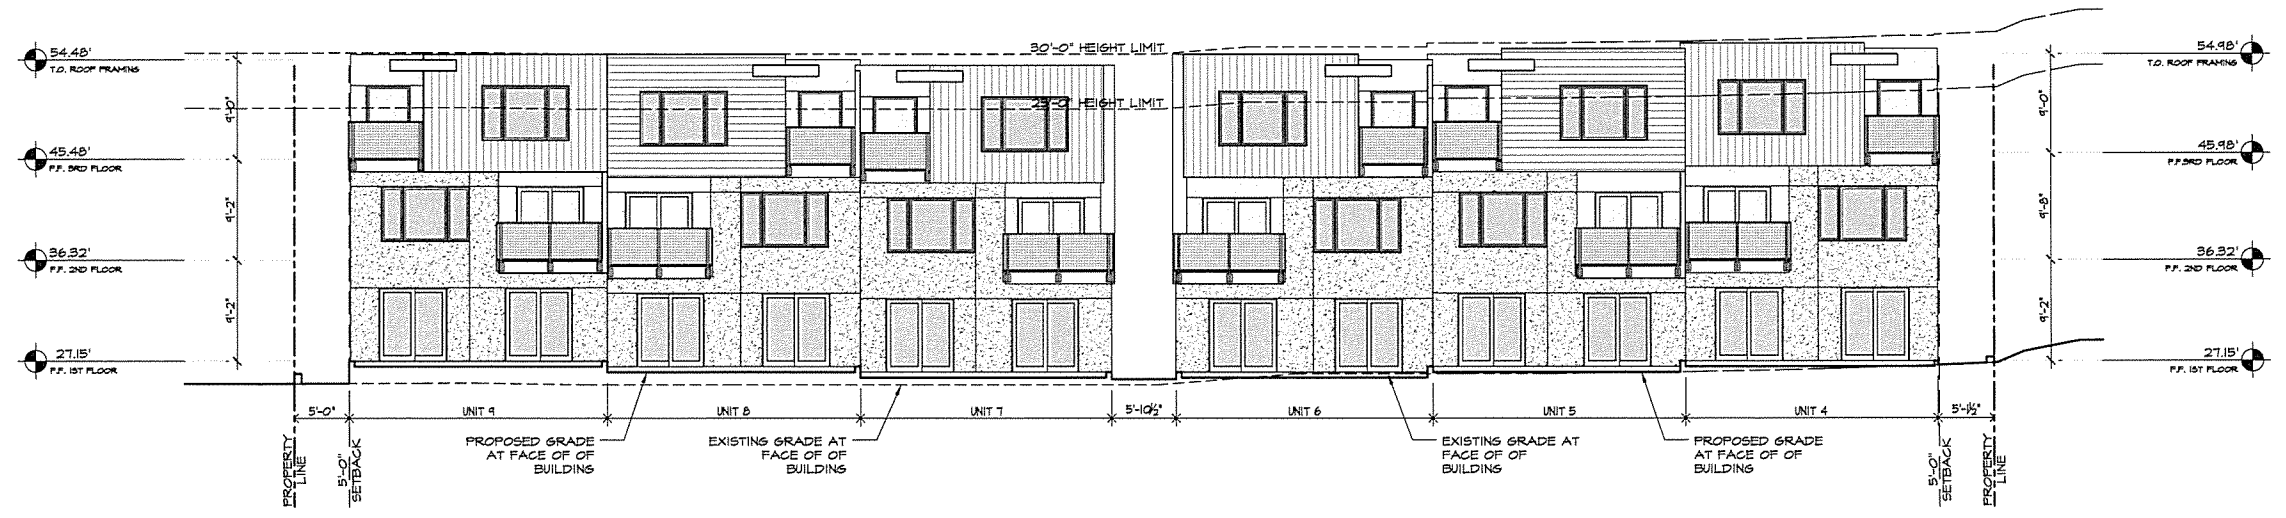 30'-0" HEIGHT LIMIT
54.48'
T.O. ROOF FRAMING
54.98'
T.O. ROOF FRAMING
9'-0"
25'-0" HEIGHT LIMIT
9'-0"
45.48'
F.F. 3RD FLOOR
45.98'
F.F. 3RD FLOOR
9'-2"
9'-8"
36.32'
F.F. 2ND FLOOR
36.32'
F.F. 2ND FLOOR
9'-2"
9'-2"
27.15'
F.F. 1ST FLOOR
27.15'
F.F. 1ST FLOOR
5'-0"
UNIT 9
UNIT 8
UNIT 7
5'-10½"
UNIT 6
UNIT 5
UNIT 4
5'-1½"
PROPERTY
LINE
5'-0"
SETBACK
PROPOSED GRADE
AT FACE OF OF
BUILDING
EXISTING GRADE AT
FACE OF OF
BUILDING
EXISTING GRADE AT
FACE OF OF
BUILDING
PROPOSED GRADE
AT FACE OF OF
BUILDING
5'-0"
SETBACK
PROPERTY
LINE